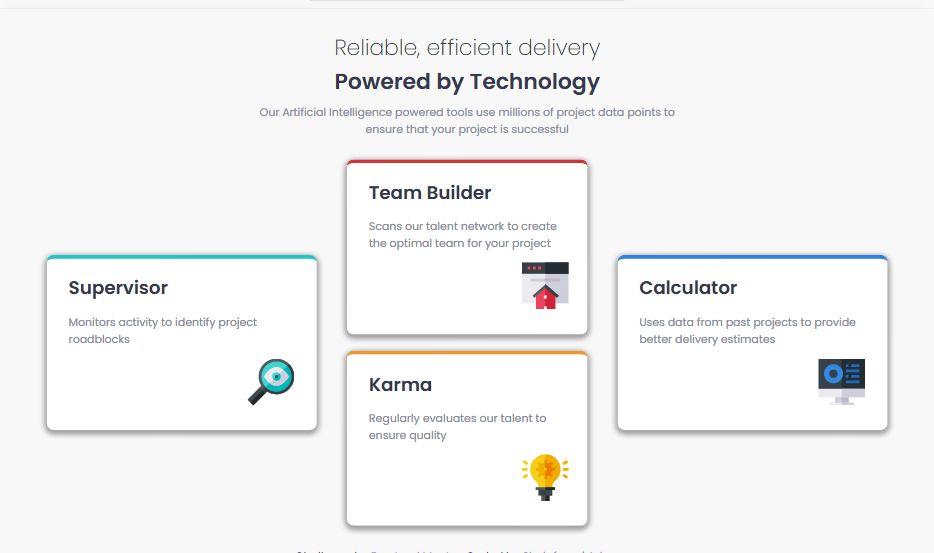 Reliable, efficient delivery
Powered by Technology
Our Artificial Intelligence powered tools use millions of project data points to
ensure that your project is successful
Supervisor
Monitors activity to identify project
roadblocks
Team Builder
Scans our talent network to create
the optimal team for your project
Karma
Regularly evaluates our talent to
ensure quality
Calculator
Uses data from past projects to provide
better delivery estimates